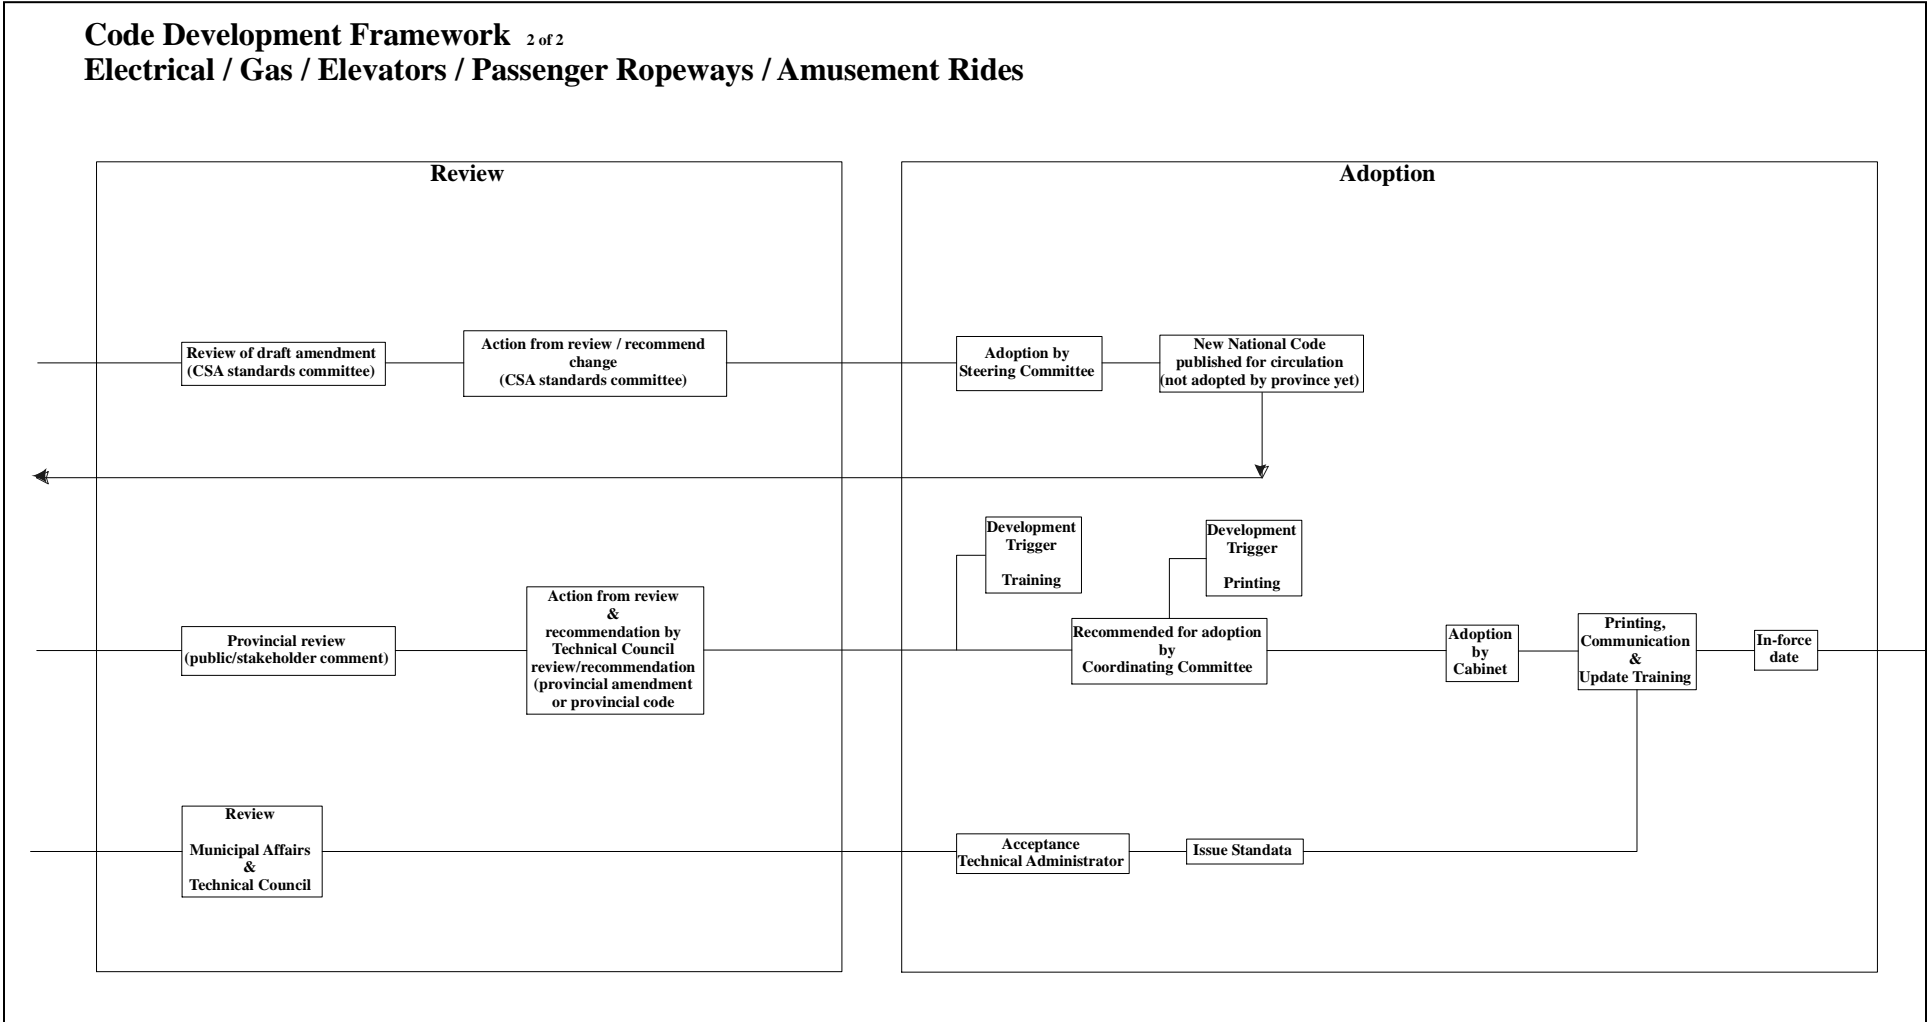 Code Development Framework 2 of 2
Electrical / Gas / Elevators / Passenger Ropeways / Amusement Rides
Review
Review of draft amendment
(CSA standards committee)
Action from review / recommend
change
(CSA standards committee)
Provincial review
(public/stakeholder comment)
Action from review
&
recommendation by
Technical Council
review/recommendation
(provincial amendment
or provincial code
Review
Municipal Affairs
&
Technical Council
Adoption
Adoption by
Steering Committee
New National Code
published for circulation
(not adopted by province yet)
Development
Trigger
Training
Development
Trigger
Printing
Recommended for adoption
by
Coordinating Committee
Adoption
by
Cabinet
Printing,
Communication
&
Update Training
In-force
date
Acceptance
Technical Administrator
Issue Standata